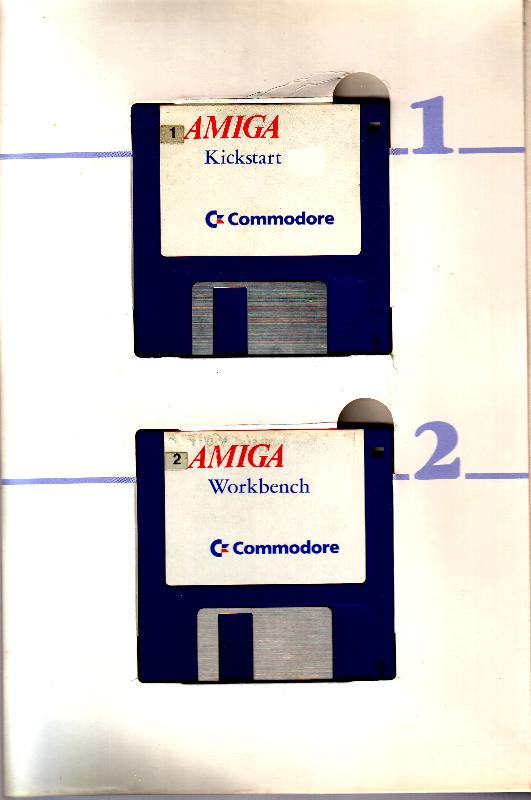 1
1 AMIGA
Kickstart
Commodore
2
2 AMIGA
Workbench
Commodore